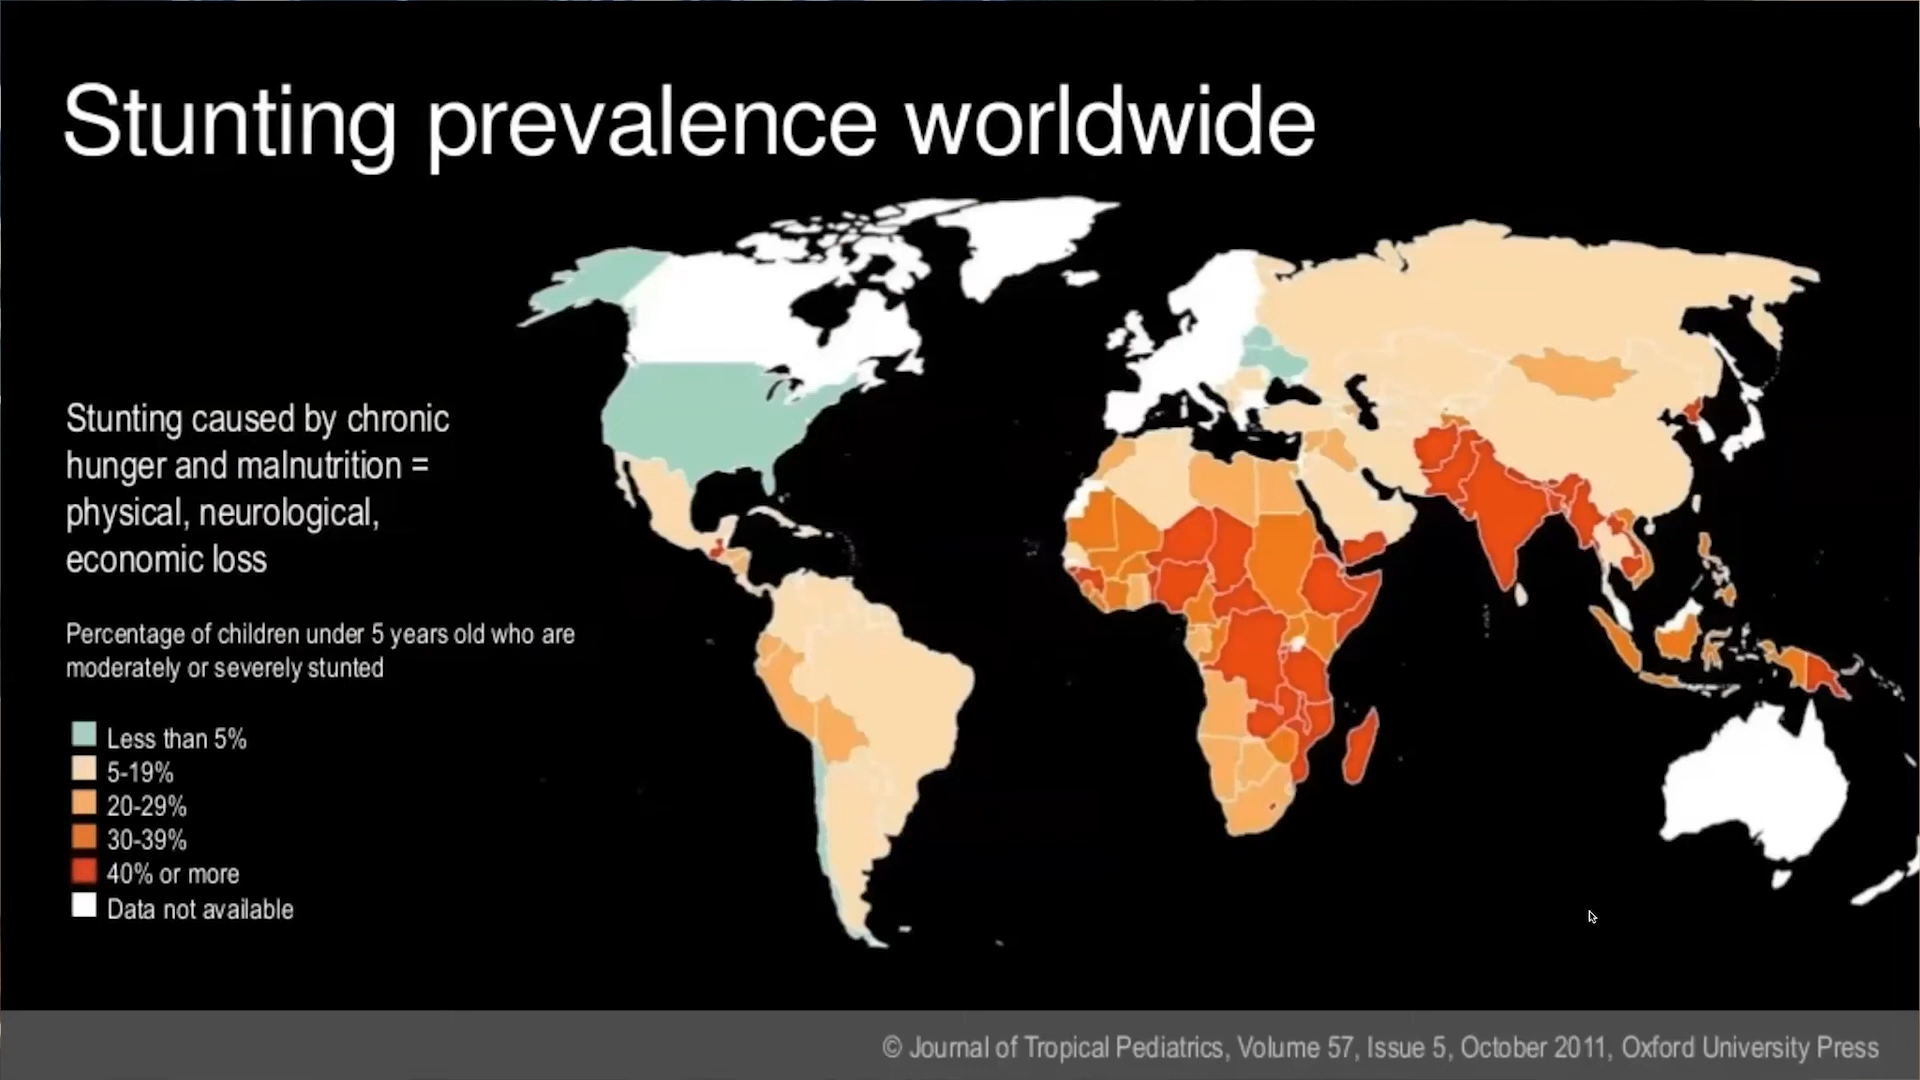 Stunting prevalence worldwide
Stunting caused by chronic
hunger and malnutrition =
physical, neurological,
economic loss
Percentage of children under 5 years old who are
moderately or severely stunted
Less than 5%
5-19%
20-29%
30-39%
40% or more
Data not available
© Journal of Tropical Pediatrics, Volume 57, Issue 5, October 2011, Oxford University Press